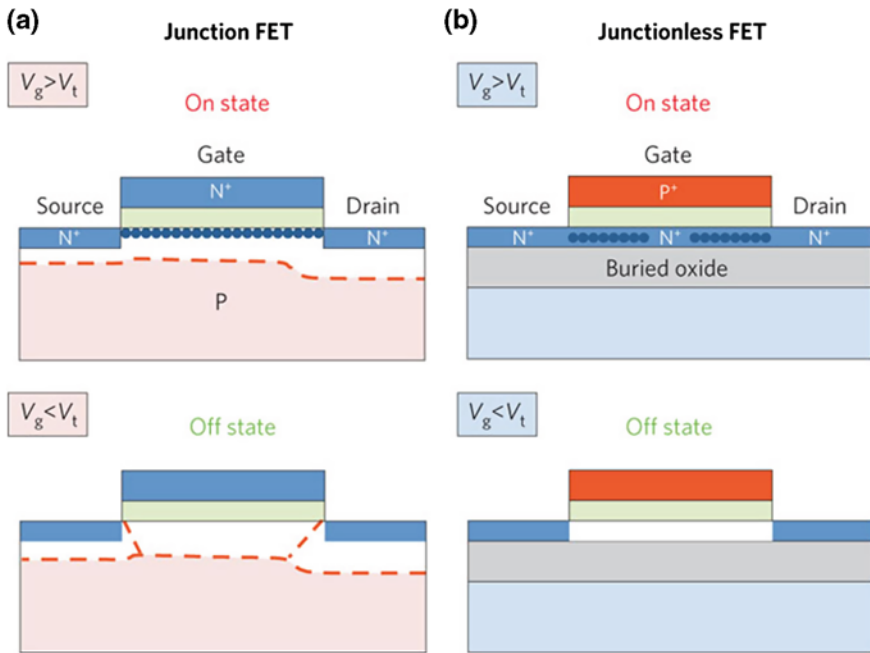 (a)
Junction FET
Vg>Vt
On state
Gate
N+
Source
Drain
N+
N+
P
Vg<Vt
Off state
(b)
Junctionless FET
Vg>Vt
On state
Gate
P+
Source
Drain
N+
N+
N+
Buried oxide
Vg<Vt
Off state